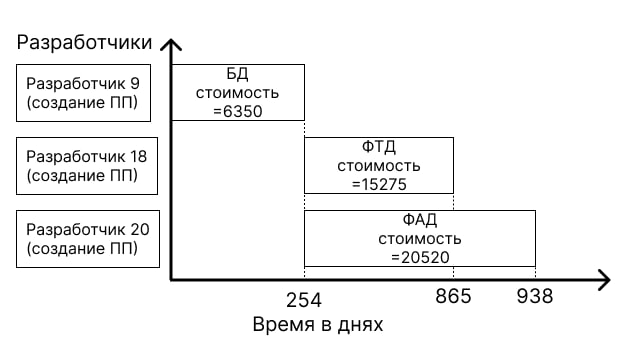 Разработчики
Разработчик 9
(создание ПП)
БД
стоимость
=6350
Разработчик 18
(создание ПП)
ФТД
стоимость
=15275
Разработчик 20
(создание ПП)
ФАД
стоимость
=20520
254
865
938
Время в днях